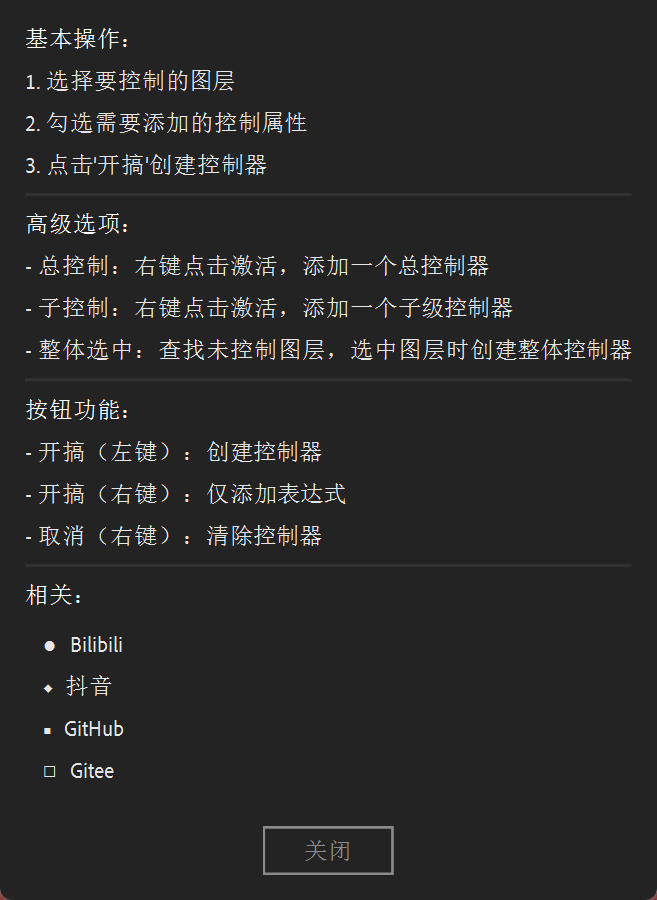 基本操作：
1. 选择要控制的图层
2. 勾选需要添加的控制属性
3. 点击'开搞'创建控制器
高级选项：
- 总控制：右键点击激活，添加一个总控制器
- 子控制：右键点击激活，添加一个子级控制器
- 整体选中：查找未控制图层，选中图层时创建整体控制器
按钮功能：
- 开搞（左键）：创建控制器
- 开搞（右键）：仅添加表达式
- 取消（右键）：清除控制器
相关：
● Bilibili
◆ 抖音
■ GitHub
□ Gitee
关闭